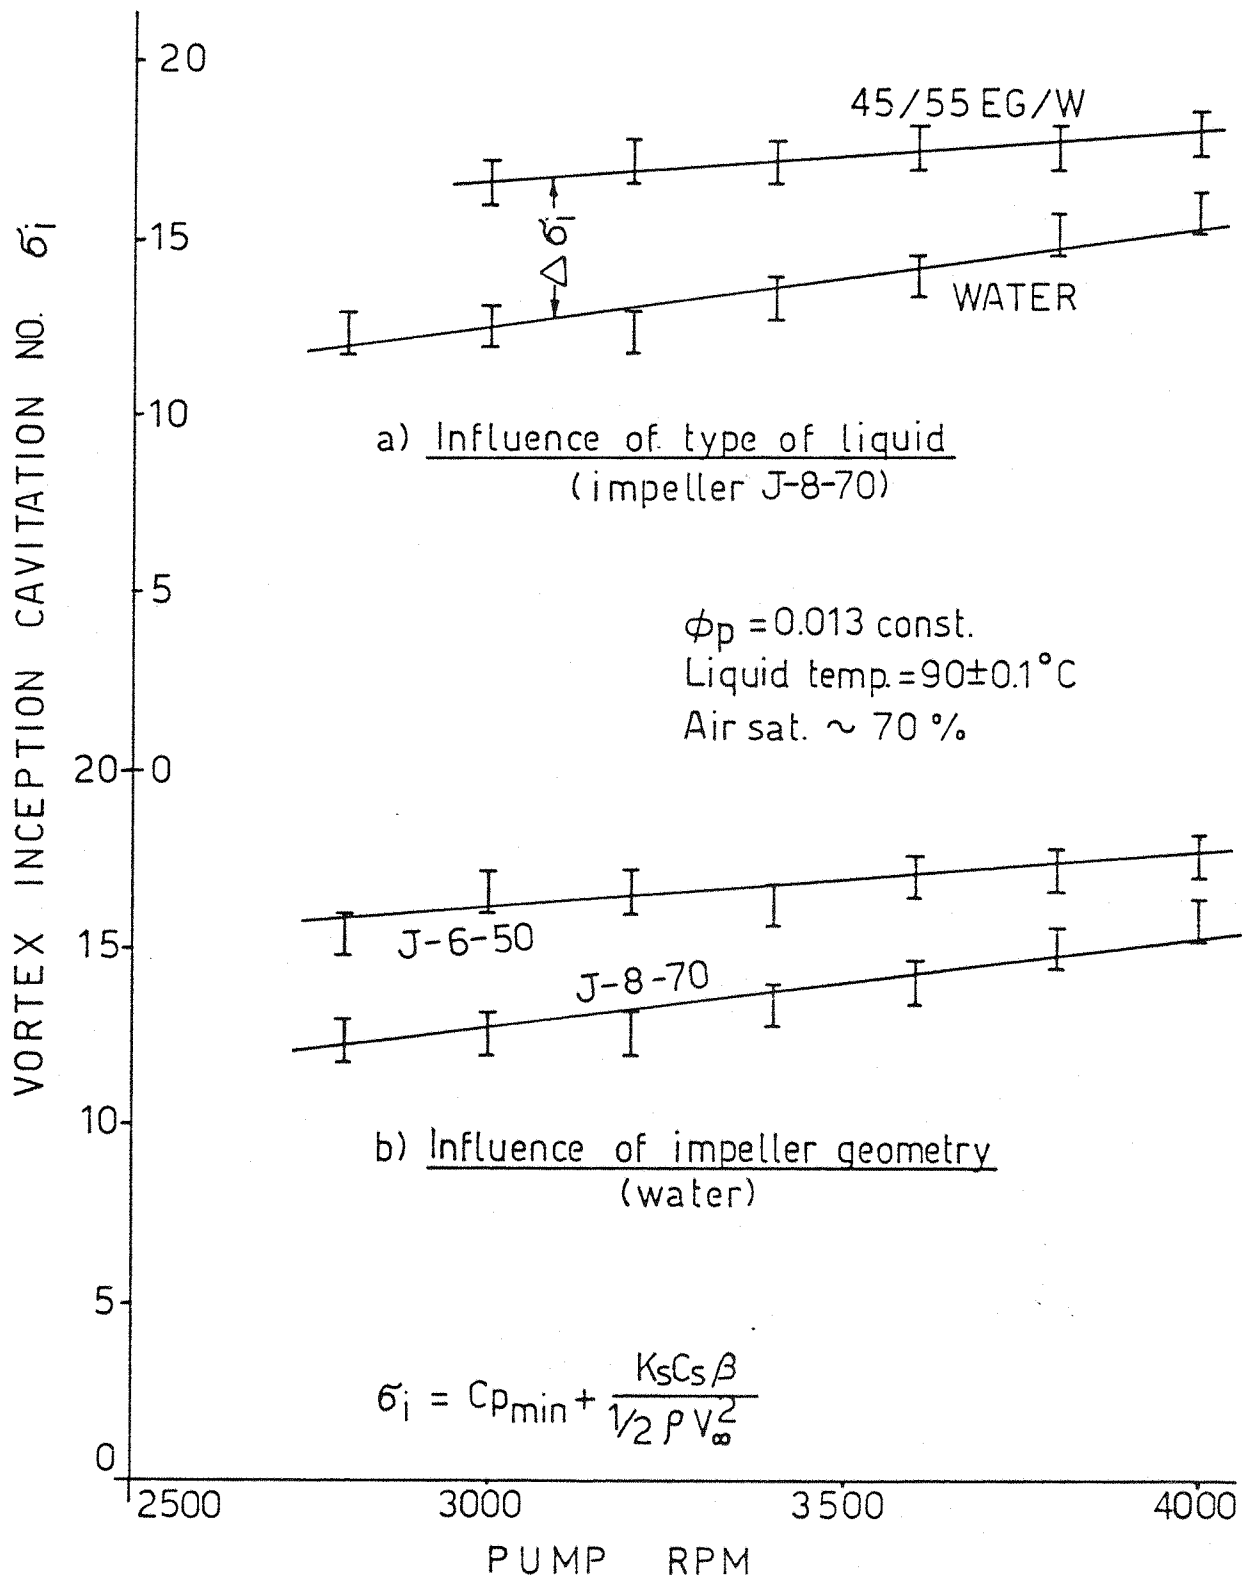 VORTEX INCEPTION CAVITATION NO. σi
20
15
10
5
20 0
45/55 EG/W
Δσi
WATER
a) Influence of type of liquid
(impeller J-8-70)
ϕp = 0.013 const.
Liquid temp. = 90±0.1°C
Air sat. ~ 70 %
15
10
5
0
J-6-50
J-8-70
b) Influence of impeller geometry
(water)
σi = Cpmin + KsCsβ / 1/2 ρ V∞²
2500 3000 3500 4000
PUMP RPM